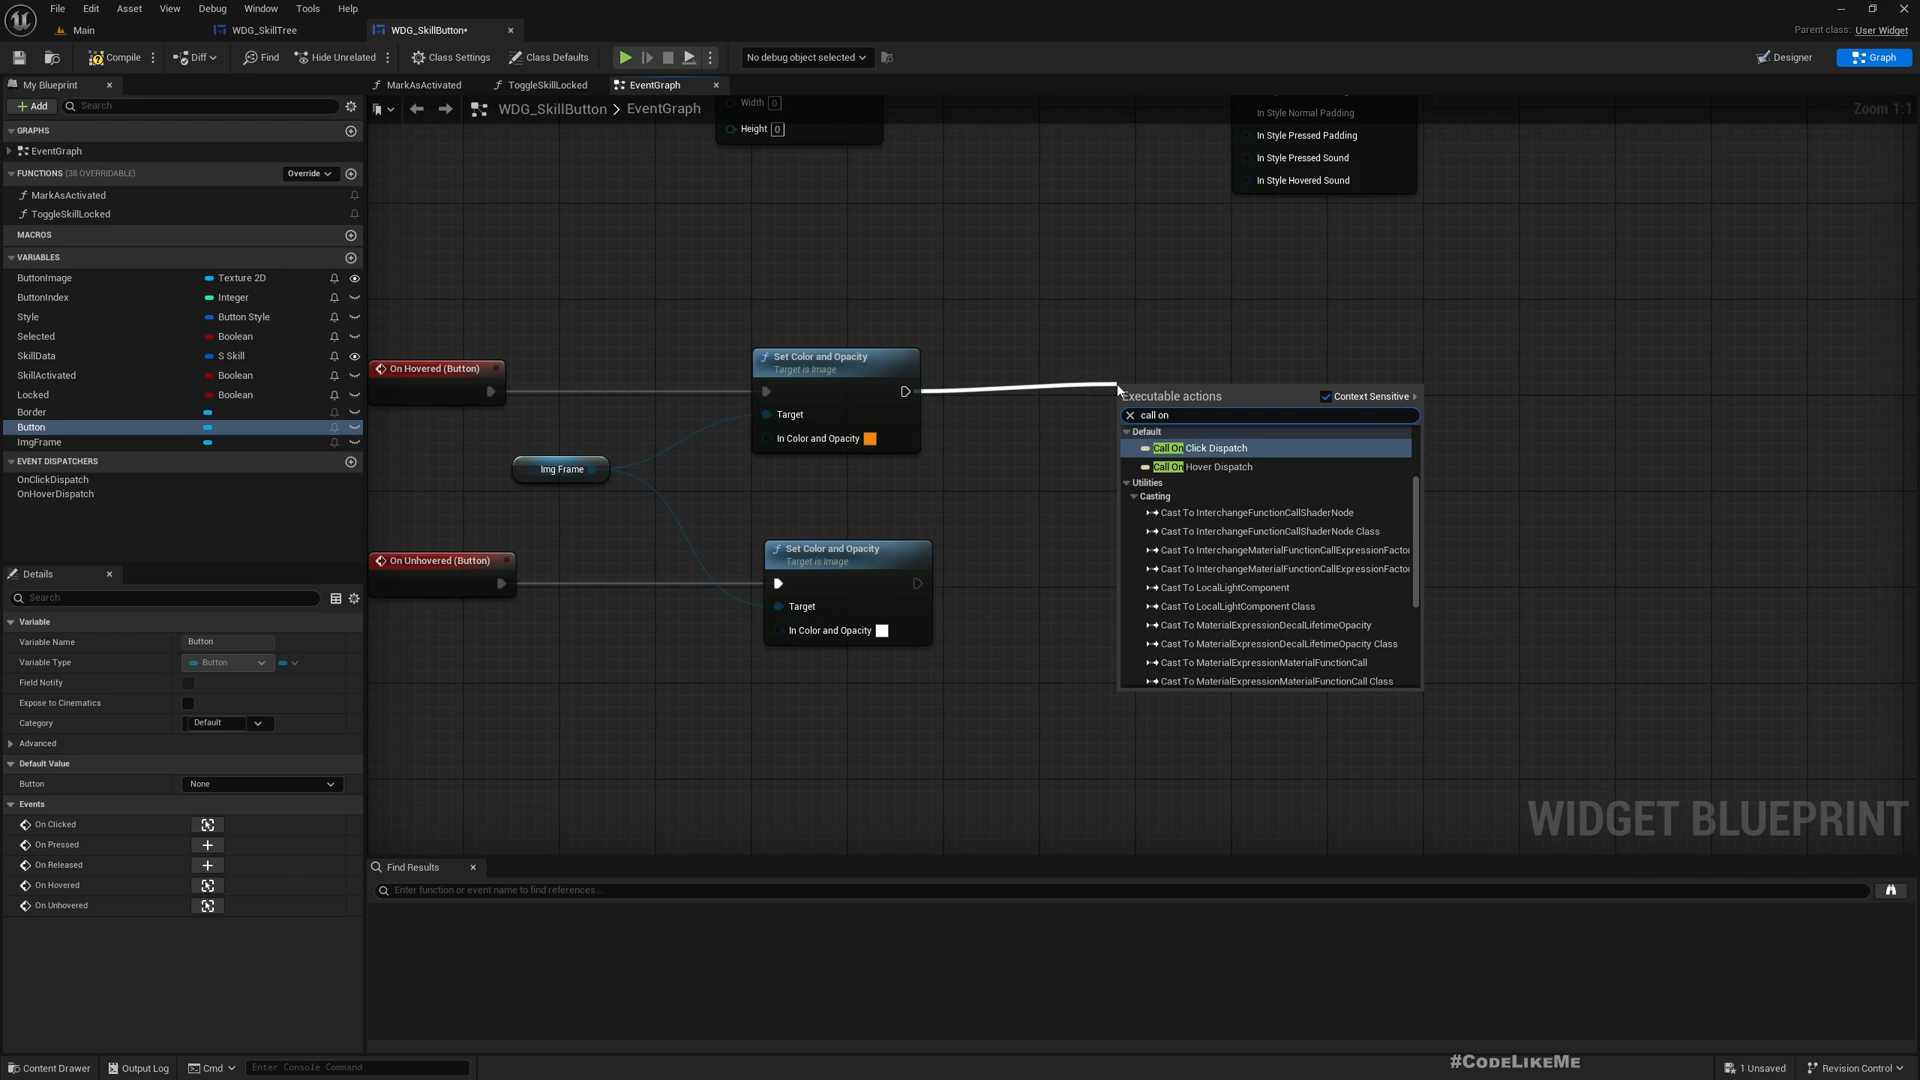 File Edit Asset View Debug Window Tools Help
Main WDG_SkillTree WDG_SkillButton•
Parent class: User Widget
Compile Diff Find Hide Unrelated Class Settings Class Defaults No debug object selected Designer Graph
My Blueprint
MarkAsActivated ToggleSkillLocked EventGraph
Add Search
WDG_SkillButton > EventGraph
Zoom 1:1
GRAPHS
EventGraph
FUNCTIONS (38 OVERRIDABLE) Override
MarkAsActivated
ToggleSkillLocked
MACROS
VARIABLES
ButtonImage Texture 2D
ButtonIndex Integer
Style Button Style
Selected Boolean
SkillData S Skill
SkillActivated Boolean
Locked Boolean
Border
Button
ImgFrame
EVENT DISPATCHERS
OnClickDispatch
OnHoverDispatch
Details
Search
Variable
Variable Name Button
Variable Type Button
Field Notify
Expose to Cinematics
Category Default
Advanced
Default Value
Button None
Events
On Clicked
On Pressed
On Released
On Hovered
On Unhovered
Width 0
Height 0
In Style Normal Padding
In Style Pressed Padding
In Style Pressed Sound
In Style Hovered Sound
On Hovered (Button)
Set Color and Opacity
Target is Image
Target
In Color and Opacity
Img Frame
On Unhovered (Button)
Set Color and Opacity
Target is Image
Target
In Color and Opacity
Executable actions Context Sensitive
call on
Default
Call On Click Dispatch
Call On Hover Dispatch
Utilities
Casting
Cast To InterchangeFunctionCallShaderNode
Cast To InterchangeFunctionCallShaderNode Class
Cast To InterchangeMaterialFunctionCallExpressionFactor
Cast To InterchangeMaterialFunctionCallExpressionFactor
Cast To LocalLightComponent
Cast To LocalLightComponent Class
Cast To MaterialExpressionDecalLifetimeOpacity
Cast To MaterialExpressionDecalLifetimeOpacity Class
Cast To MaterialExpressionMaterialFunctionCall
Cast To MaterialExpressionMaterialFunctionCall Class
WIDGET BLUEPRINT
Find Results
Enter function or event name to find references...
Content Drawer Output Log Cmd Enter Console Command
#CODELIKEME
1 Unsaved Revision Control